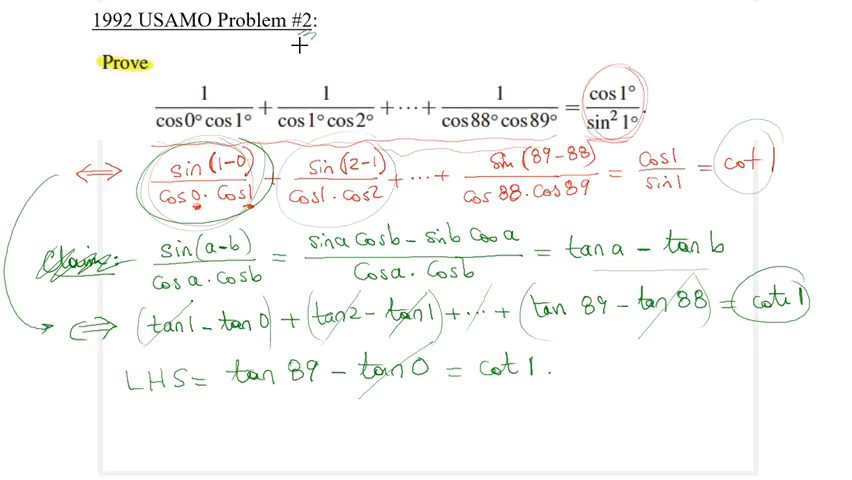 1992 USAMO Problem #2:
Prove
1/(cos 0° cos 1°) + 1/(cos 1° cos 2°) + ⋯ + 1/(cos 88° cos 89°) = cos 1°/sin² 1°.
⟺ sin(1-0)/(cos 0 · cos 1) + sin(2-1)/(cos 1 · cos 2) + ⋯ + sin(89-88)/(cos 88 · cos 89) = cos 1/sin 1 = cot 1
Claim: sin(a-b)/(cos a · cos b) = (sin a cos b - sin b cos a)/(cos a · cos b) = tan a - tan b
⟺ (tan 1 - tan 0) + (tan 2 - tan 1) + ⋯ + (tan 89 - tan 88) = cot 1
LHS = tan 89 - tan 0 = cot 1.